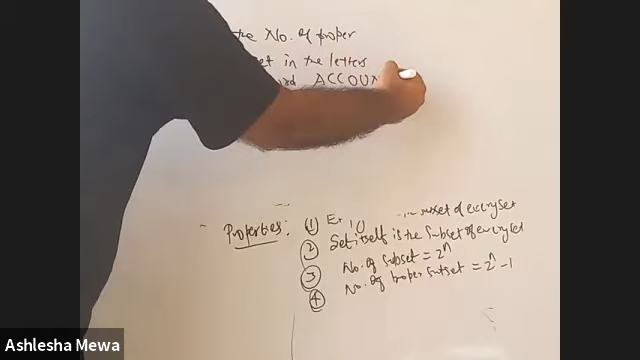 the No. of proper
set in the letters
ACCOUN
Properties: ① Em subset of every set
② Set itself is the Subset of every set
③ No. of subset = 2ⁿ
④ No. of proper subset = 2ⁿ - 1
Ashlesha Mewa